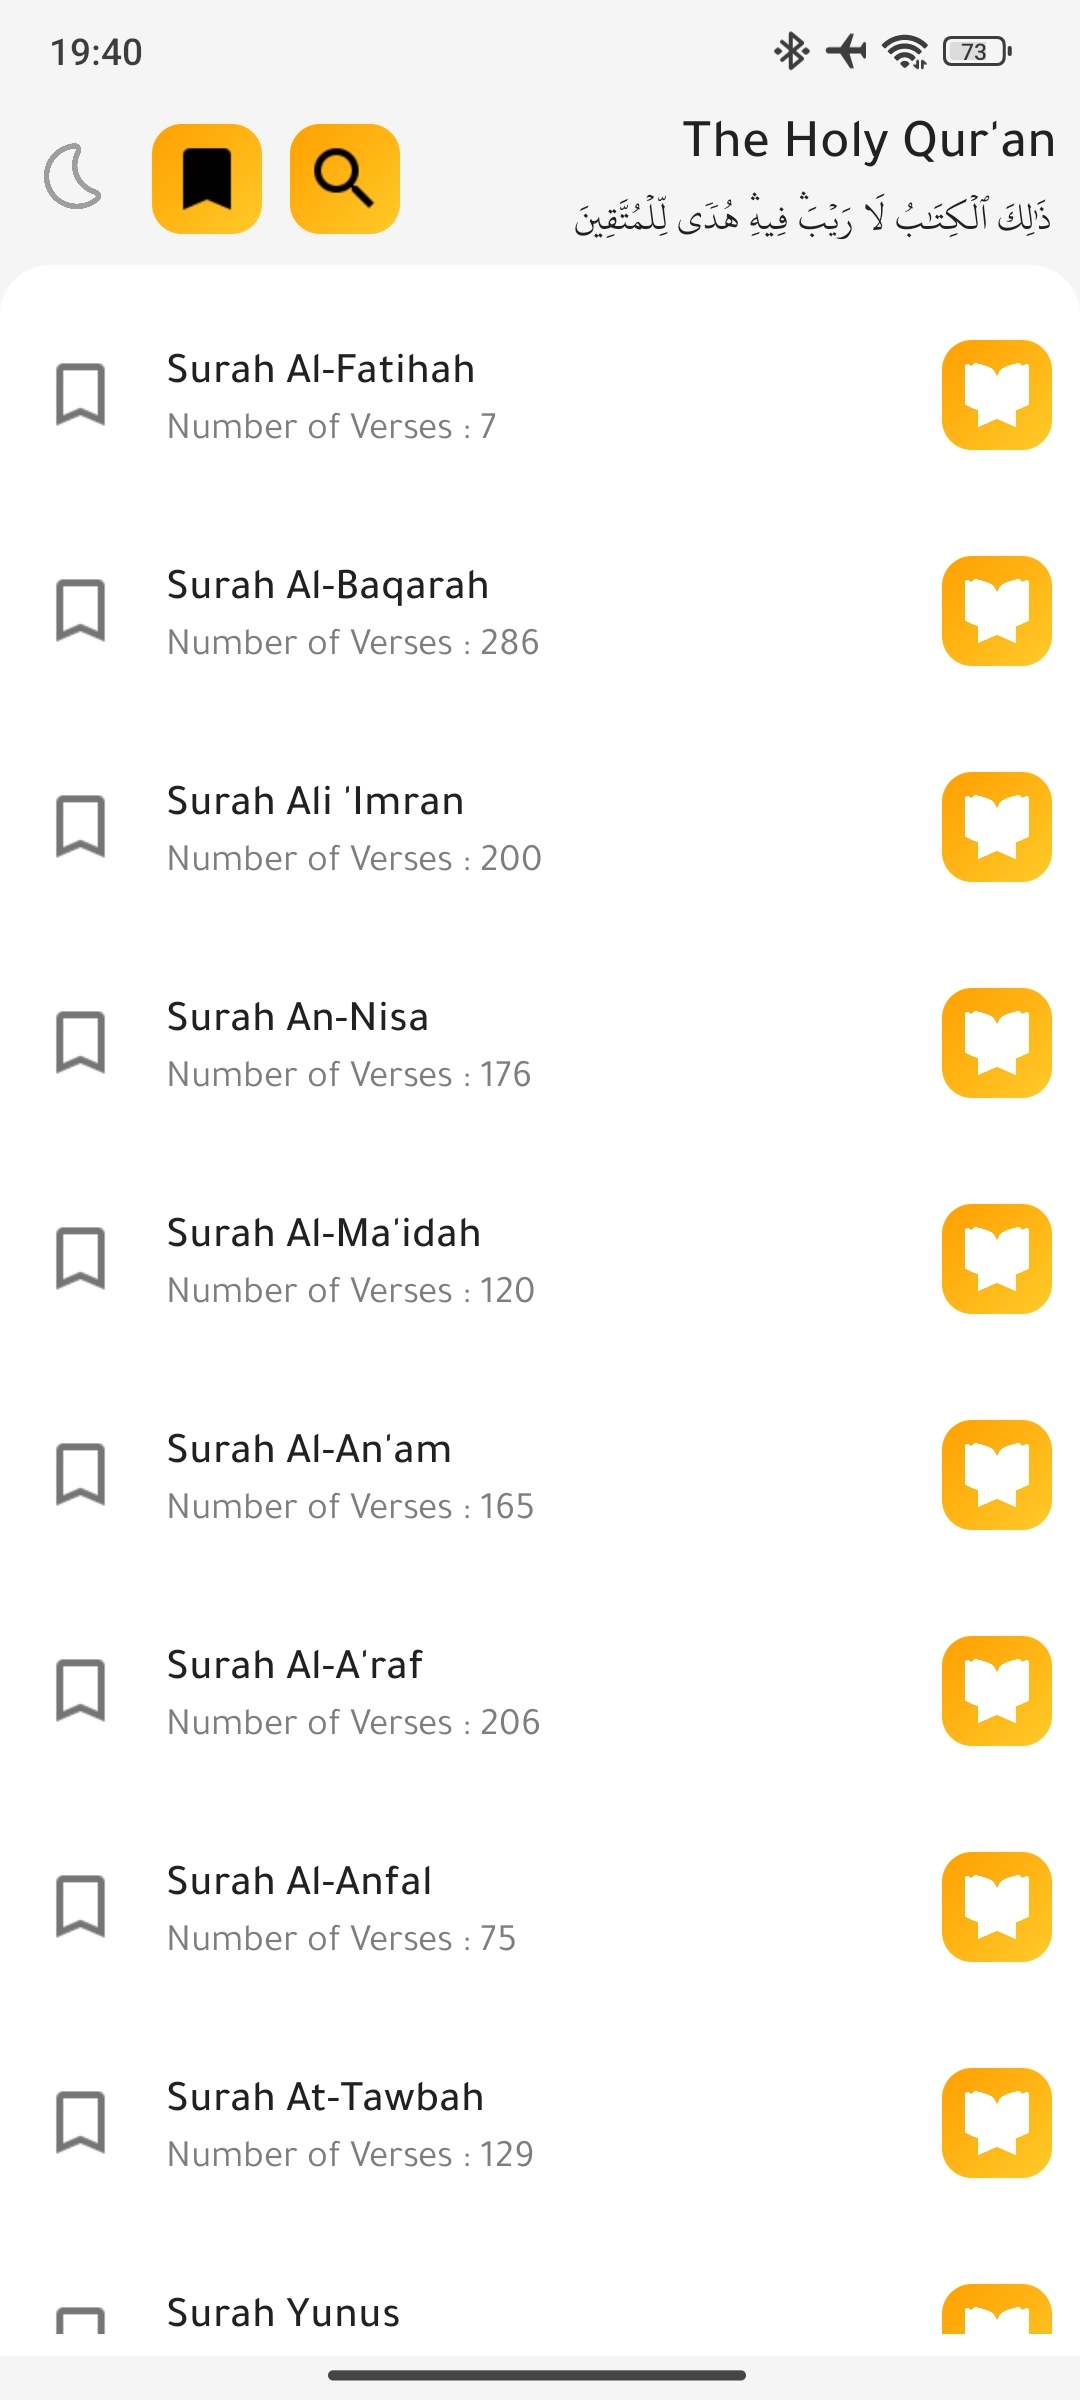 19:40
73
The Holy Qur'an
ذَٰلِكَ ٱلْكِتَـٰبُ لَا رَيْبَ ۛ فِيهِ ۛ هُدًى لِّلْمُتَّقِينَ
Surah Al-Fatihah
Number of Verses : 7
Surah Al-Baqarah
Number of Verses : 286
Surah Ali 'Imran
Number of Verses : 200
Surah An-Nisa
Number of Verses : 176
Surah Al-Ma'idah
Number of Verses : 120
Surah Al-An'am
Number of Verses : 165
Surah Al-A'raf
Number of Verses : 206
Surah Al-Anfal
Number of Verses : 75
Surah At-Tawbah
Number of Verses : 129
Surah Yunus